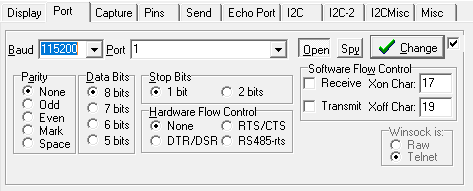 Display Port Capture Pins Send Echo Port I2C I2C-2 I2CMisc Misc
Baud 115200 Port 1 Open Spy Change
Parity
None
Odd
Even
Mark
Space
Data Bits
8 bits
7 bits
6 bits
5 bits
Stop Bits
1 bit 2 bits
Hardware Flow Control
None RTS/CTS
DTR/DSR RS485-rts
Software Flow Control
Receive Xon Char: 17
Transmit Xoff Char: 19
Winsock is:
Raw
Telnet